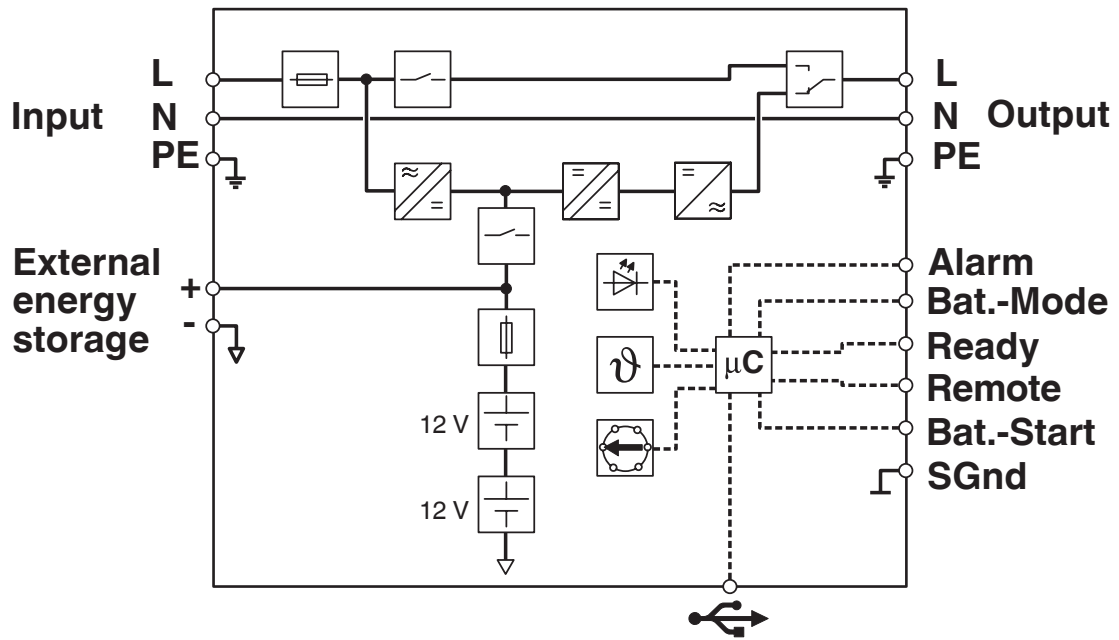 L
N
PE
Input
L
N
PE
Output
External
energy
storage
+
-
12 V
12 V
ϑ
µC
Alarm
Bat.-Mode
Ready
Remote
Bat.-Start
SGnd